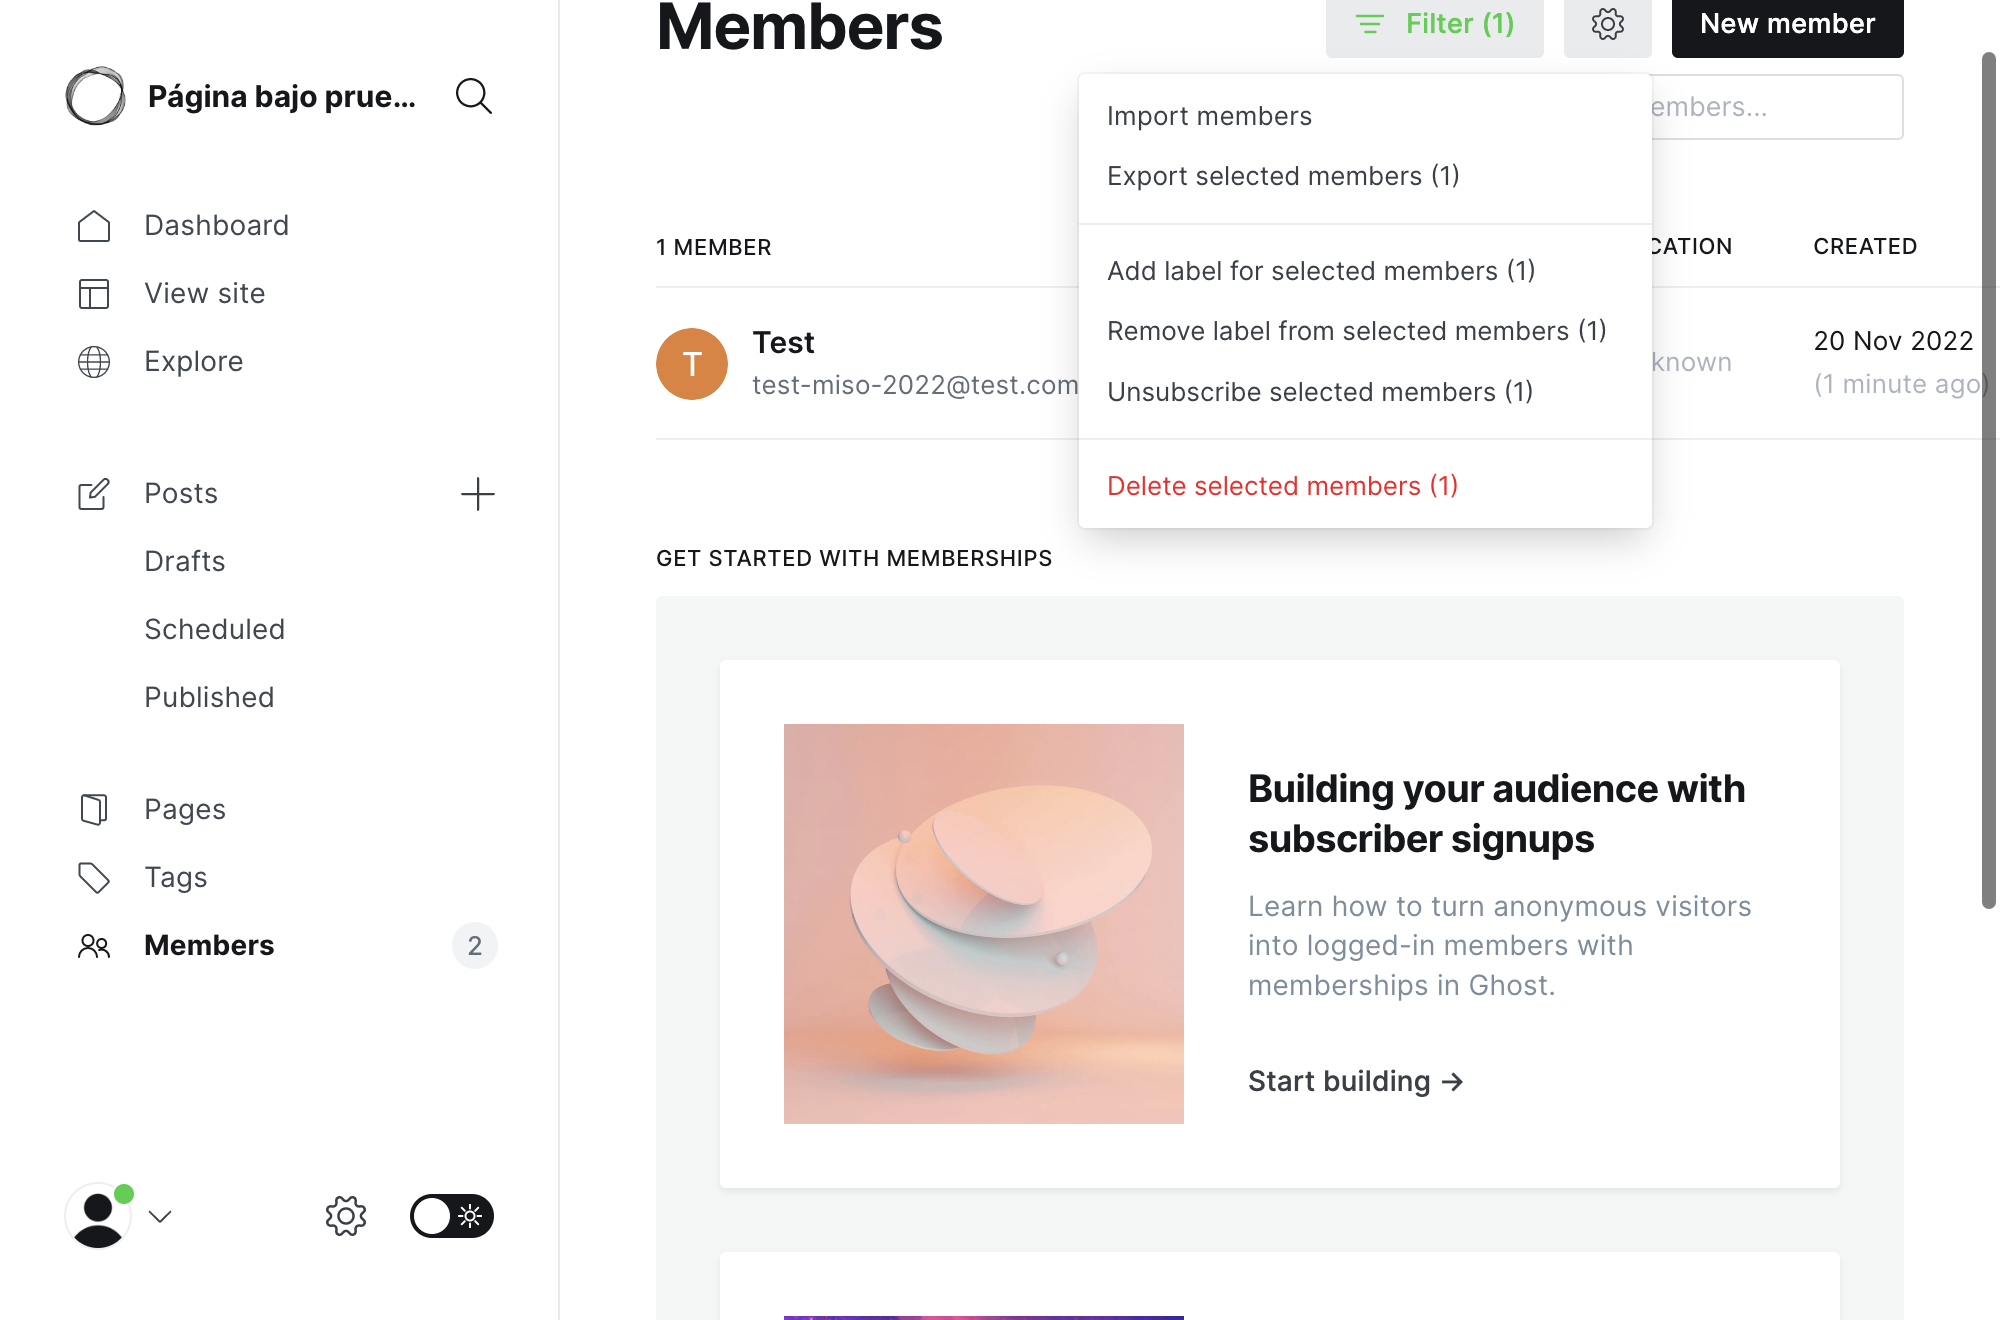 Members
Filter (1)
New member
Página bajo prue...
Import members
Export selected members (1)
Add label for selected members (1)
Remove label from selected members (1)
Unsubscribe selected members (1)
Delete selected members (1)
Dashboard
View site
Explore
Posts
Drafts
Scheduled
Published
Pages
Tags
Members
2
1 MEMBER
CREATED
T
Test
test-miso-2022@test.com
20 Nov 2022
(1 minute ago)
GET STARTED WITH MEMBERSHIPS
Building your audience with
subscriber signups
Learn how to turn anonymous visitors
into logged-in members with
memberships in Ghost.
Start building →